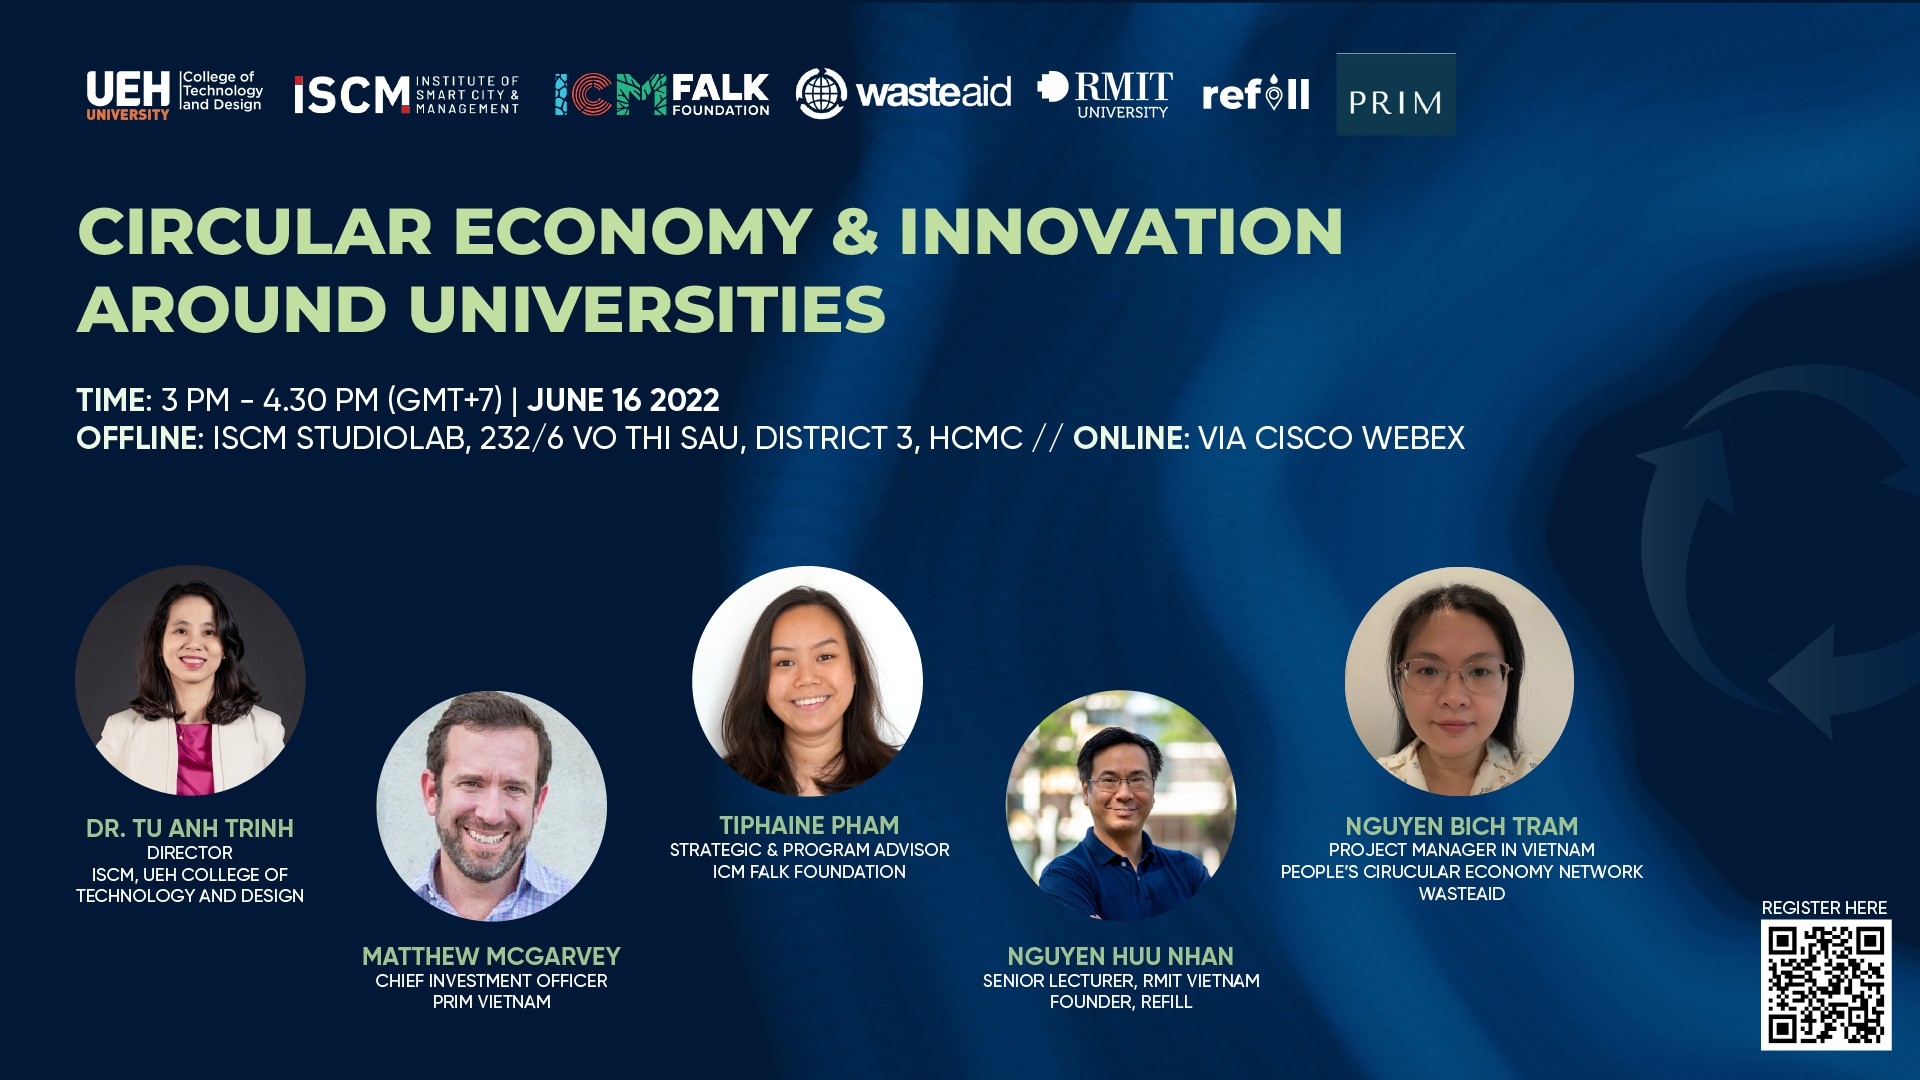 UEH UNIVERSITY
College of
Technology
and Design
ISCM
INSTITUTE OF
SMART CITY &
MANAGEMENT
ICM FALK
FOUNDATION
wasteaid
RMIT
UNIVERSITY
refill
PRIM
CIRCULAR ECONOMY & INNOVATION
AROUND UNIVERSITIES
TIME: 3 PM - 4.30 PM (GMT+7) | JUNE 16 2022
OFFLINE: ISCM STUDIOLAB, 232/6 VO THI SAU, DISTRICT 3, HCMC // ONLINE: VIA CISCO WEBEX
DR. TU ANH TRINH
DIRECTOR
ISCM, UEH COLLEGE OF
TECHNOLOGY AND DESIGN
MATTHEW MCGARVEY
CHIEF INVESTMENT OFFICER
PRIM VIETNAM
TIPHAINE PHAM
STRATEGIC & PROGRAM ADVISOR
ICM FALK FOUNDATION
NGUYEN HUU NHAN
SENIOR LECTURER, RMIT VIETNAM
FOUNDER, REFILL
NGUYEN BICH TRAM
PROJECT MANAGER IN VIETNAM
PEOPLE'S CIRUCULAR ECONOMY NETWORK
WASTEAID
REGISTER HERE